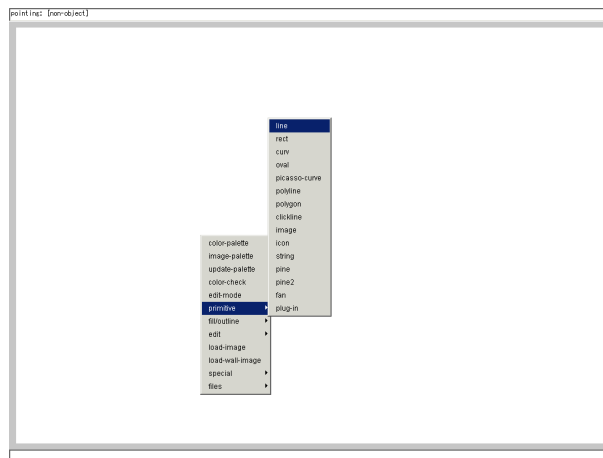 pointing: [non-object]
line
rect
curv
oval
picasso-curve
polyline
polygon
clickline
image
icon
string
pine
pine2
fan
plug-in
color-palette
image-palette
update-palette
color-check
edit-mode
primitive
fill/outline
edit
load-image
load-wall-image
special
files